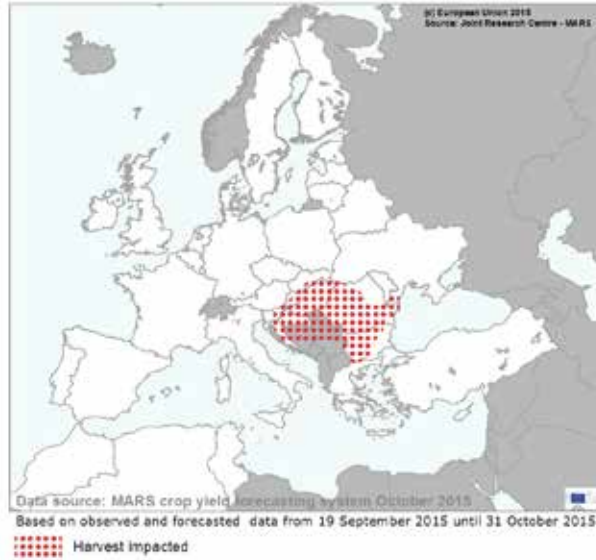 (c) European Union 2015
Source: Joint Research Centre - MARS
Data source: MARS crop yield forecasting system October 2015
Based on observed and forecasted data from 19 September 2015 until 31 October 2015
Harvest impacted